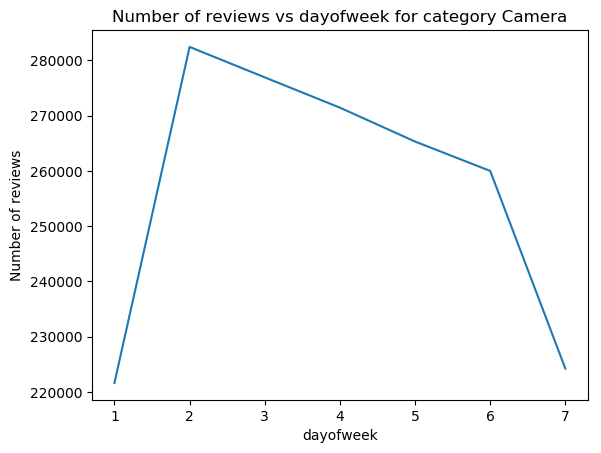 Number of reviews vs dayofweek for category Camera
Number of reviews
280000
270000
260000
250000
240000
230000
220000
1 2 3 4 5 6 7
dayofweek